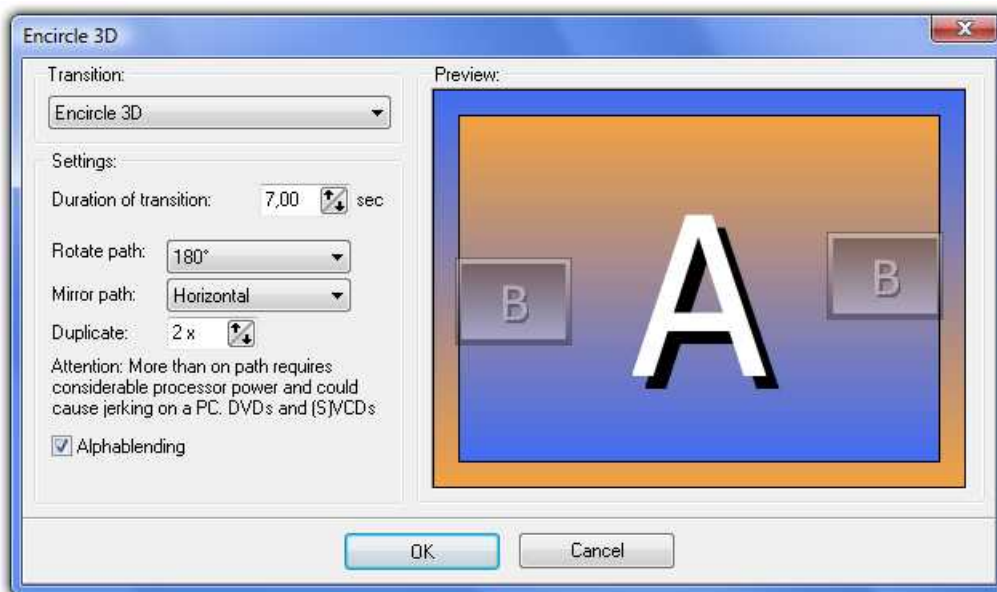 Encircle 3D
Transition:
Encircle 3D
Settings:
Duration of transition: 7,00 sec
Rotate path: 180°
Mirror path: Horizontal
Duplicate: 2 x
Attention: More than on path requires
considerable processor power and could
cause jerking on a PC. DVDs and (S)VCDs
Alphablending
Preview:
B A B
OK Cancel